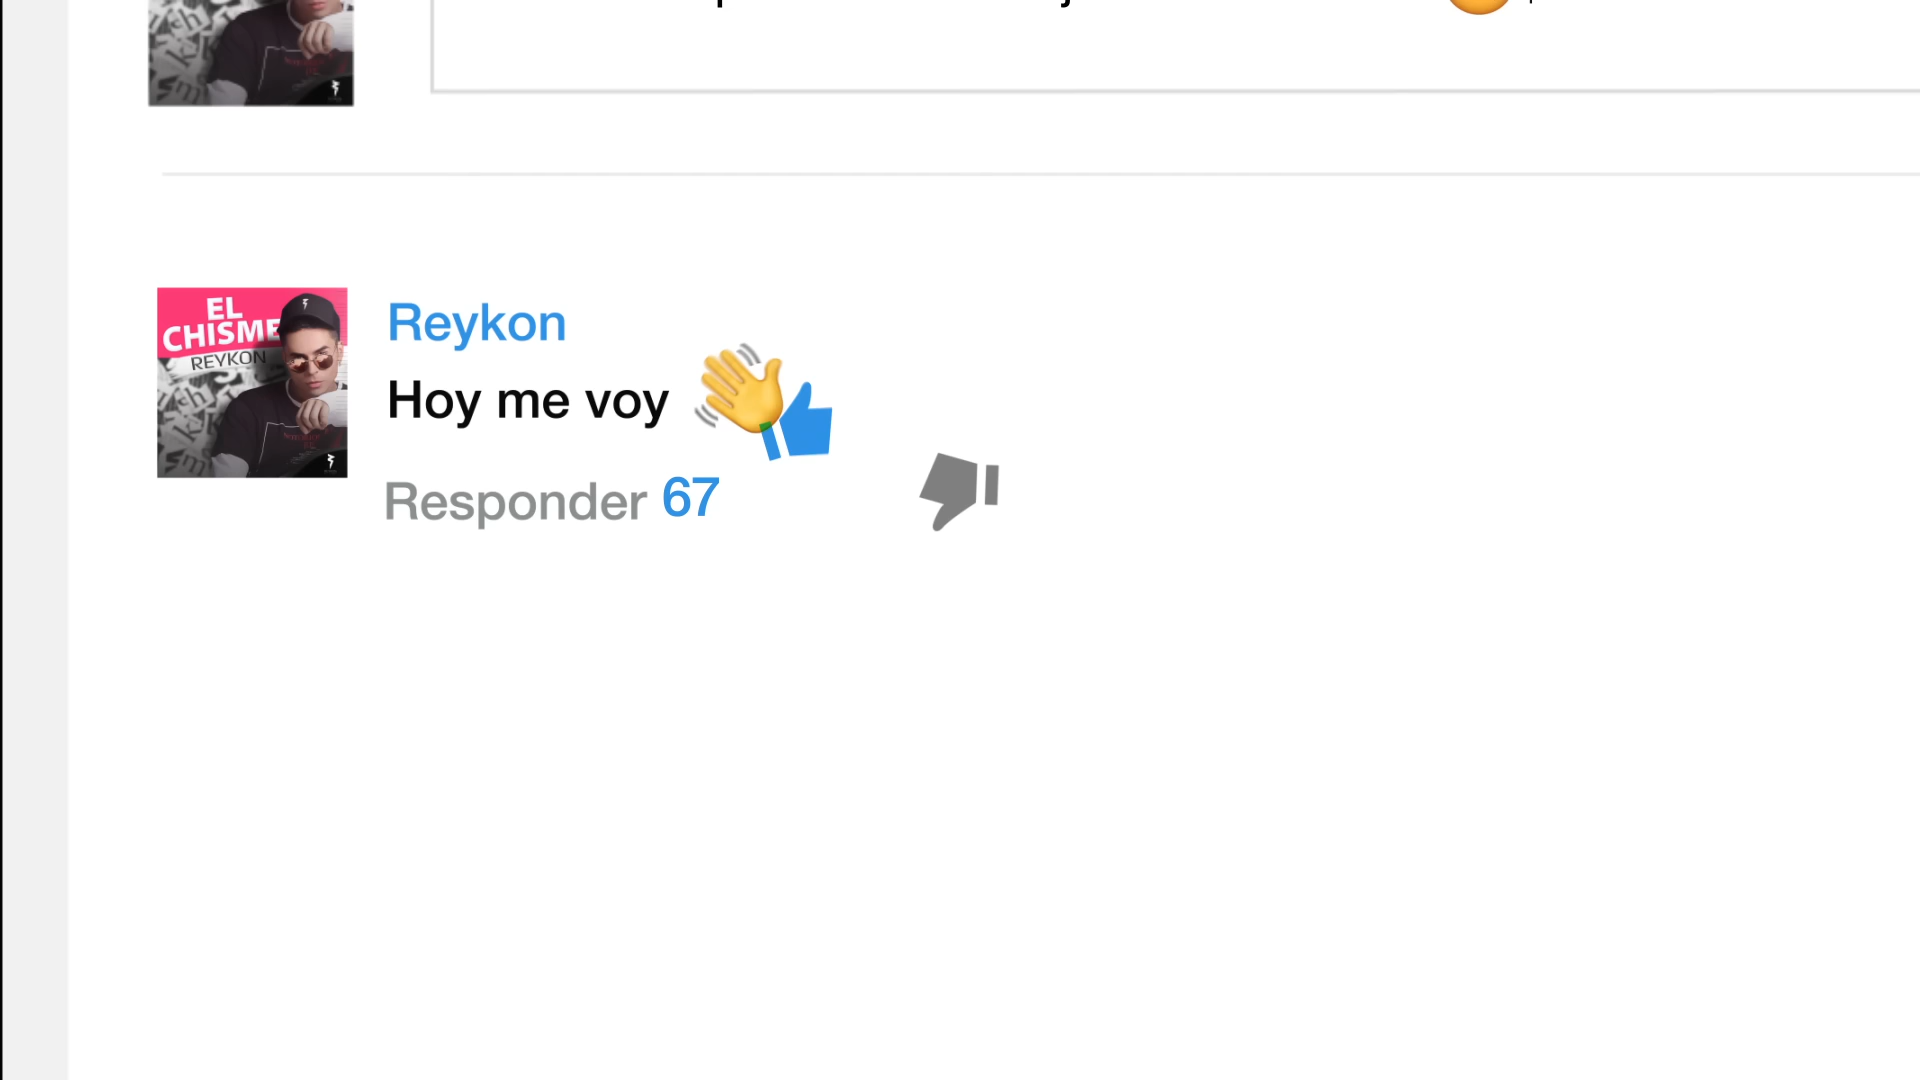 EL
CHISME
REYKON
Reykon
Hoy me voy 👋
Responder 67